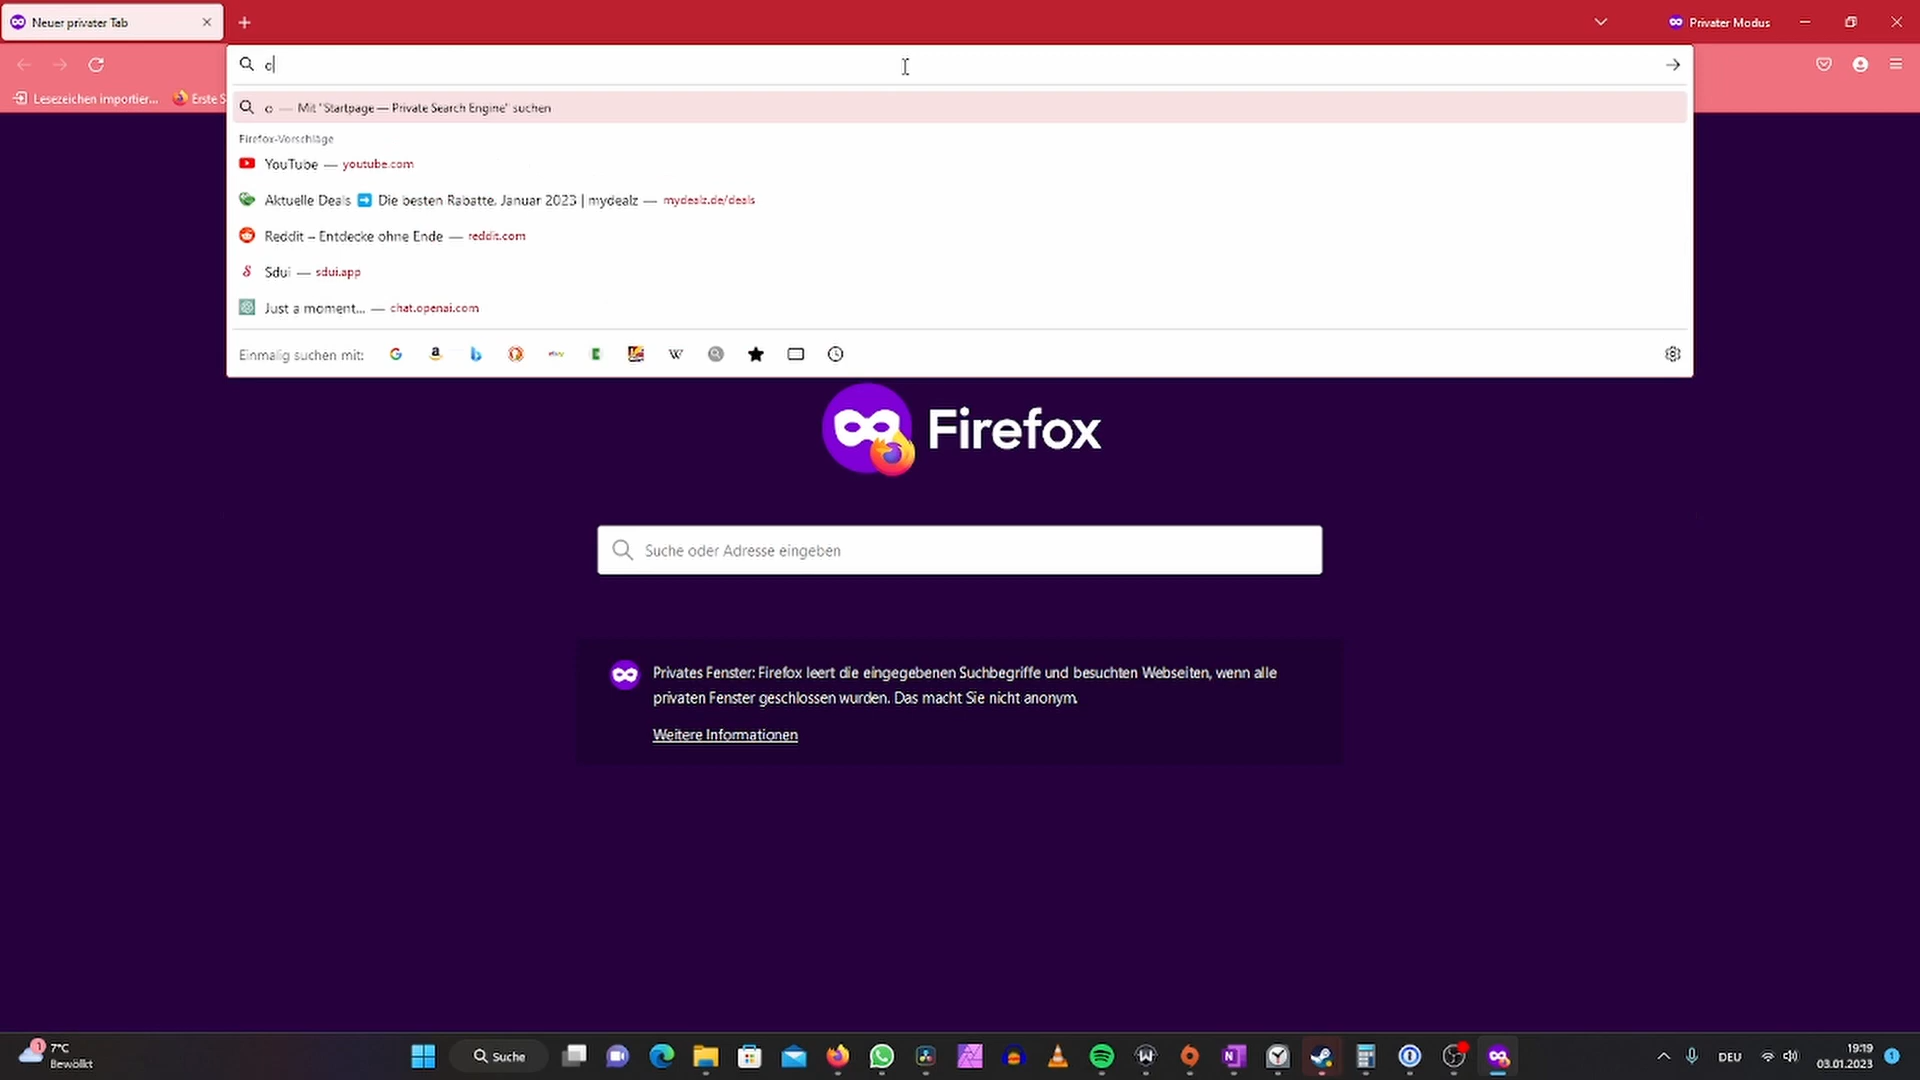 Neuer privater Tab
Privater Modus
c
Lesezeichen importier...
Erste S
o — Mit "Startpage — Private Search Engine" suchen
Firefox-Vorschläge
YouTube — youtube.com
Aktuelle Deals ➡️ Die besten Rabatte, Januar 2023 | mydealz — mydealz.de/deals
Reddit – Entdecke ohne Ende — reddit.com
Sdui — sdui.app
Just a moment... — chat.openai.com
Einmalig suchen mit:
Firefox
Suche oder Adresse eingeben
Privates Fenster: Firefox leert die eingegebenen Suchbegriffe und besuchten Webseiten, wenn alle
privaten Fenster geschlossen wurden. Das macht Sie nicht anonym.
Weitere Informationen
7°C
Bewölkt
Suche
DEU
19:19
03.01.2023